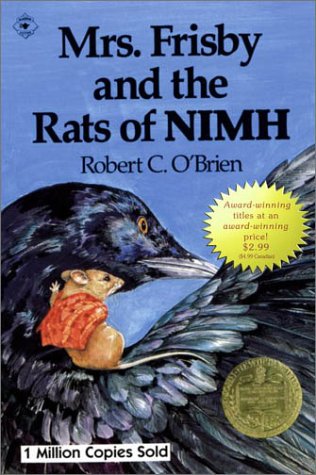 Mrs. Frisby
and the
Rats of NIMH
Robert C. O'Brien
Award-winning
titles at an
award-winning
price!
$2.99
($4.99 Canadian)
1 Million Copies Sold